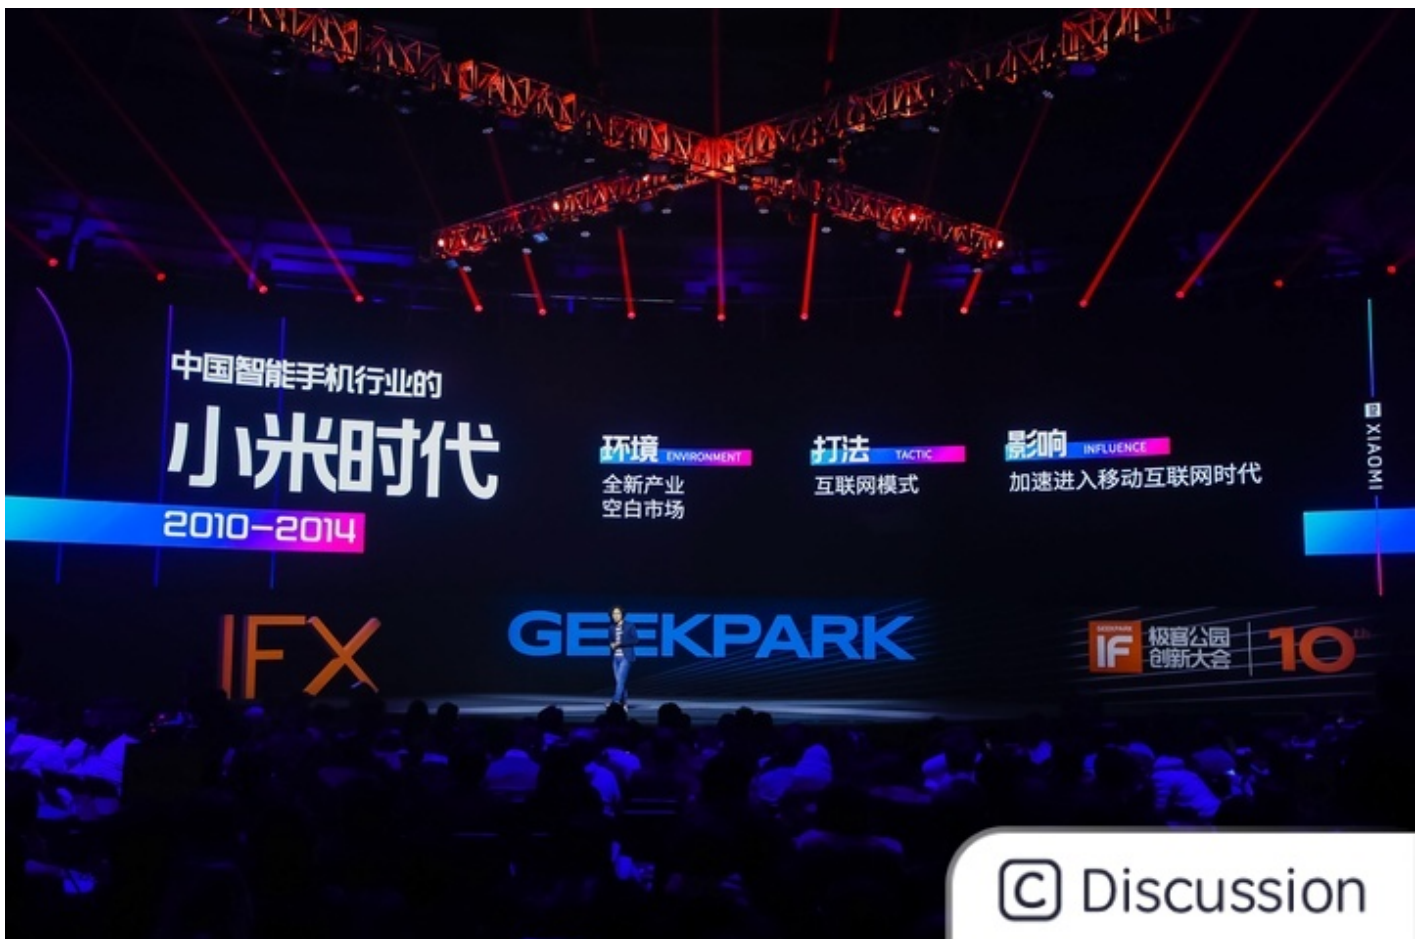 中国智能手机行业的
小米时代
2010-2014
环境 ENVIRONMENT
全新产业
空白市场
打法 TACTIC
互联网模式
影响 INFLUENCE
加速进入移动互联网时代
XIAOMI
IFX
GEEKPARK
GEEKPARK
IF
极客公园
创新大会
10th
C Discussion